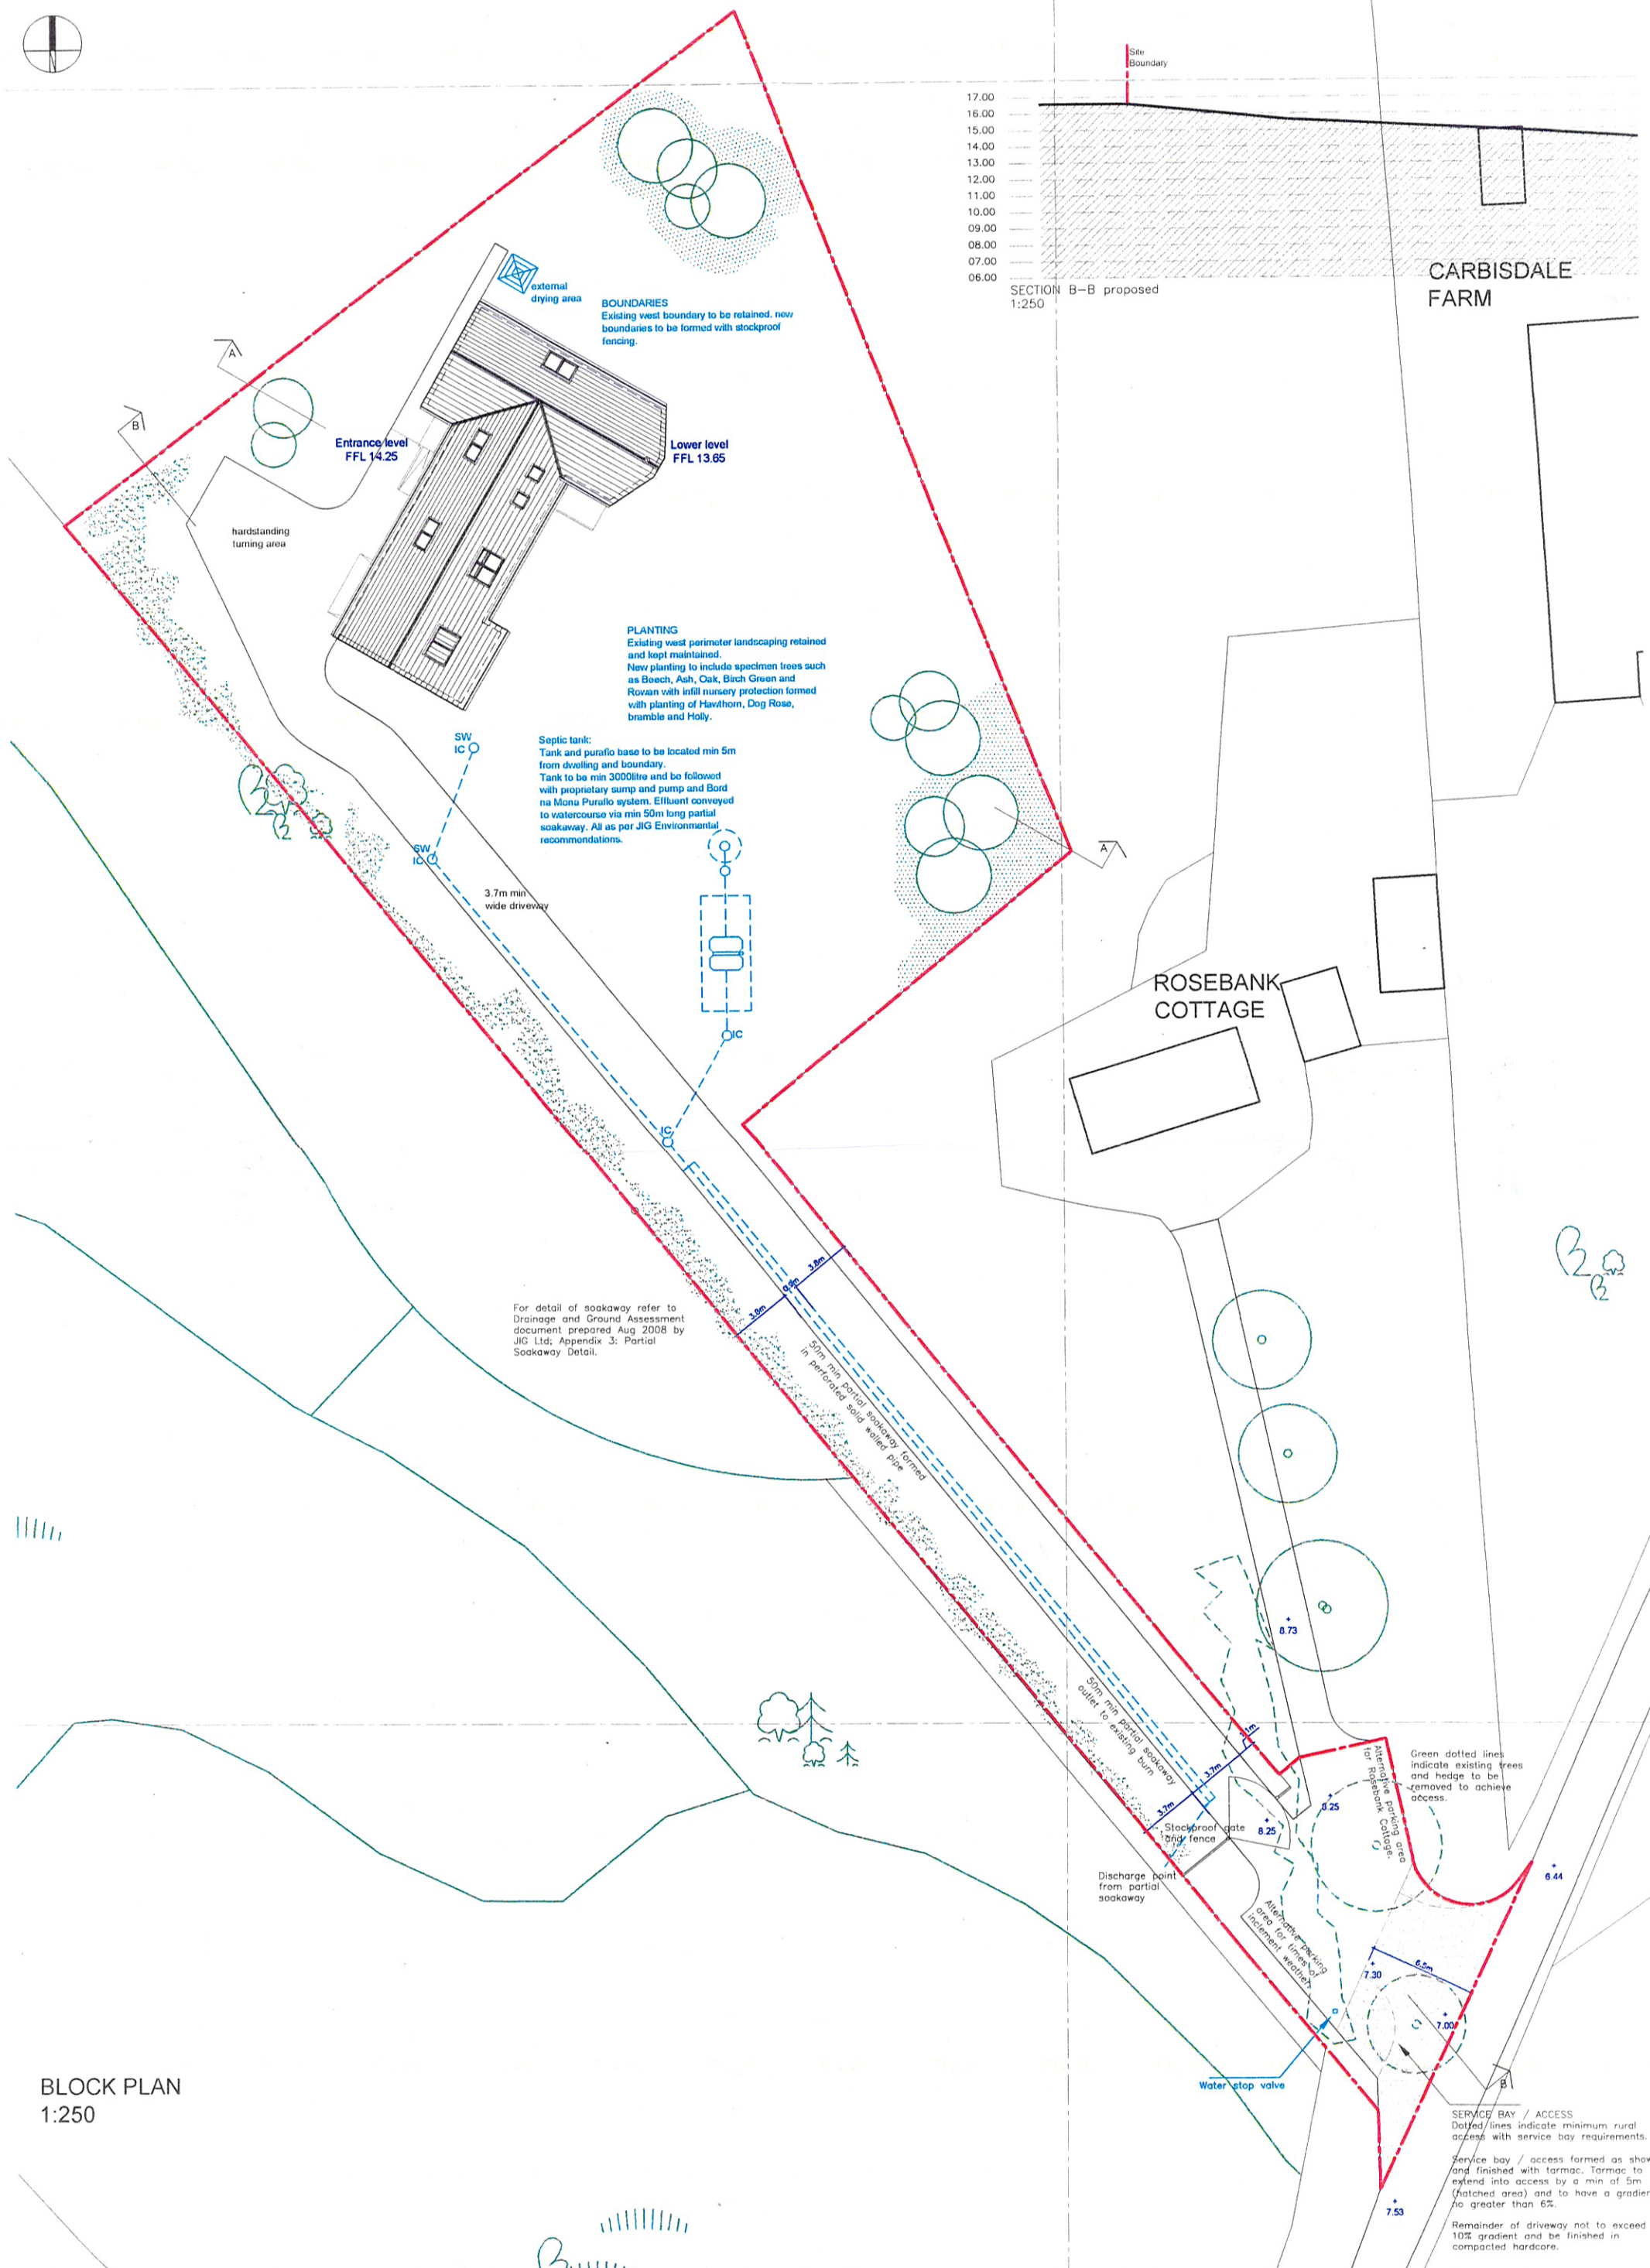 Site
Boundary
17.00
16.00
15.00
14.00
13.00
12.00
11.00
10.00
09.00
08.00
07.00
06.00
SECTION B-B proposed
1:250
CARBISDALE
FARM
external
drying area
BOUNDARIES
Existing west boundary to be retained. new
boundaries to be formed with stockproof
fencing.
A
B
Entrance level
FFL 14.25
Lower level
FFL 13.65
hardstanding
turning area
PLANTING
Existing west perimeter landscaping retained
and kept maintained.
New planting to include specimen trees such
as Beech, Ash, Oak, Birch Green and
Rowan with infill nursery protection formed
with planting of Hawthorn, Dog Rose,
bramble and Holly.
SW
IC
Septic tank:
Tank and puraflo base to be located min 5m
from dwelling and boundary.
Tank to be min 3000litre and be followed
with proprietary sump and pump and Bord
na Mona Puraflo system. Effluent conveyed
to watercourse via min 50m long partial
soakaway. All as per JIG Environmental
recommendations.
SW
IC
A
3.7m min
wide driveway
ROSEBANK
COTTAGE
IC
IC
3.8m
0.9m
3.8m
For detail of soakaway refer to
Drainage and Ground Assessment
document prepared Aug 2008 by
JIG Ltd; Appendix 3: Partial
Soakaway Detail.
50m min partial soakaway formed
in perforated solid walled pipe
8.73
50m min partial soakaway
outlet to existing burn
1m
3.7m
3.7m
Alternative parking area
for Rosebank Cottage.
Green dotted lines
indicate existing trees
and hedge to be
removed to achieve
access.
8.25
8.25
Stockproof gate
and fence
Discharge point
from partial
soakaway
6.44
Alternative parking
area for times of
inclement weather
6.5m
7.30
7.00
Water stop valve
B
BLOCK PLAN
1:250
SERVICE BAY / ACCESS
Dotted lines indicate minimum rural
access with service bay requirements.
Service bay / access formed as show
and finished with tarmac. Tarmac to
extend into access by a min of 5m
(hatched area) and to have a gradier
no greater than 6%.
7.53
Remainder of driveway not to exceed
10% gradient and be finished in
compacted hardcore.